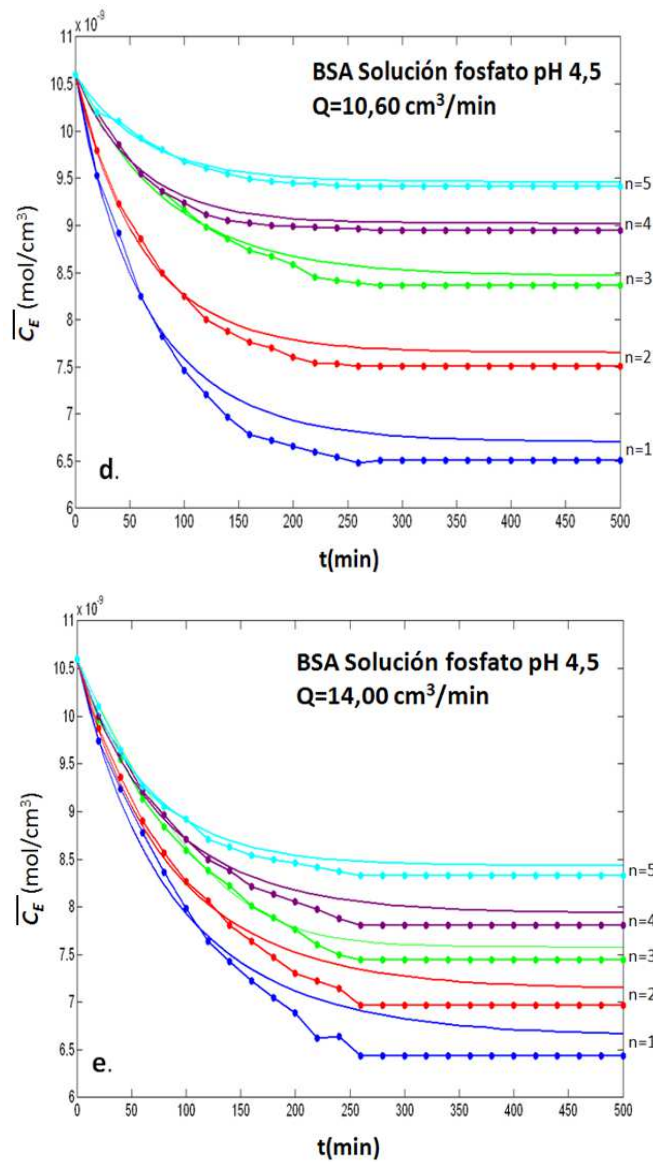 11 x 10⁻⁹
BSA Solución fosfato pH 4,5
Q=10,60 cm³/min
10.5
10
9.5
n=5
9
n=4
8.5
n=3
8
7.5
n=2
7
6.5
n=1
6
C_E (mol/cm³)
d.
0 50 100 150 200 250 300 350 400 450 500
t(min)
11 x 10⁻⁹
BSA Solución fosfato pH 4,5
Q=14,00 cm³/min
10.5
10
9.5
9
8.5
n=5
8
n=4
7.5
n=3
7
n=2
6.5
n=1
6
C_E (mol/cm³)
e.
0 50 100 150 200 250 300 350 400 450 500
t(min)